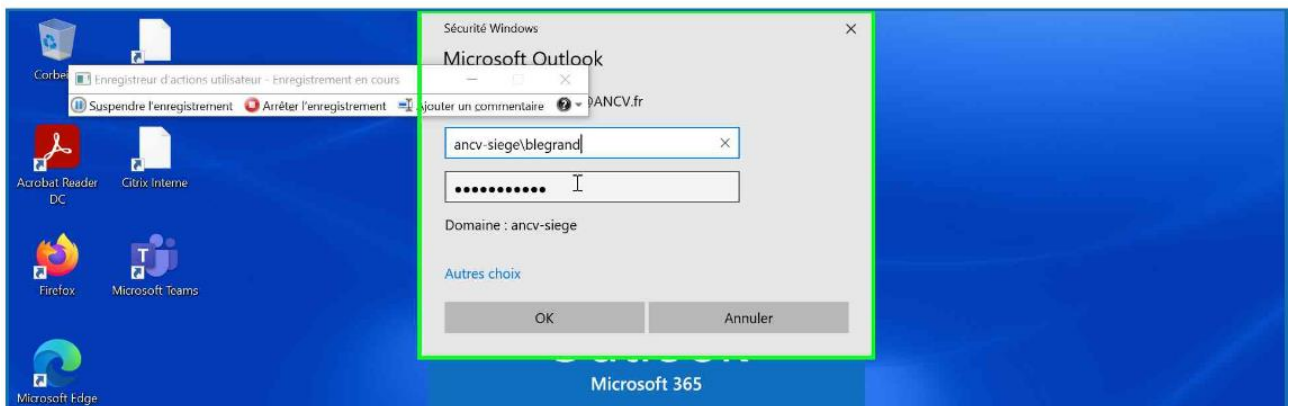 Sécurité Windows
Microsoft Outlook
Enregistreur d'actions utilisateur - Enregistrement en cours
Suspendre l'enregistrement Arrêter l'enregistrement Ajouter un commentaire
@ANCV.fr
ancv-siege\blegrand
Domaine : ancv-siege
Autres choix
OK Annuler
Microsoft 365
Corbei
Acrobat Reader DC
Citrix Interne
Firefox
Microsoft Teams
Microsoft Edge